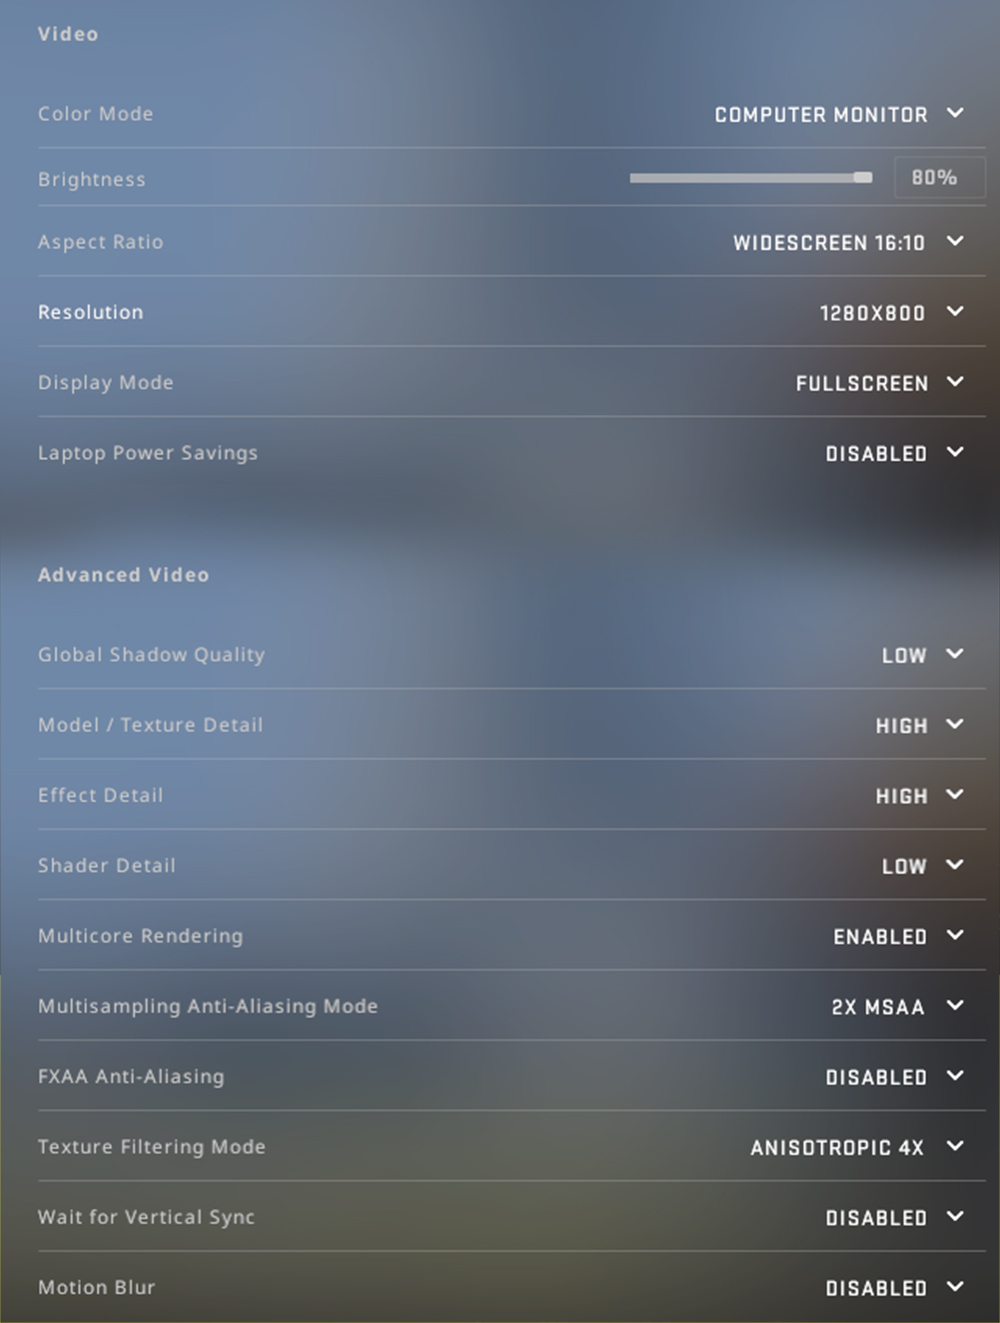 Video
Color Mode COMPUTER MONITOR
Brightness 80%
Aspect Ratio WIDESCREEN 16:10
Resolution 1280X800
Display Mode FULLSCREEN
Laptop Power Savings DISABLED
Advanced Video
Global Shadow Quality LOW
Model / Texture Detail HIGH
Effect Detail HIGH
Shader Detail LOW
Multicore Rendering ENABLED
Multisampling Anti-Aliasing Mode 2X MSAA
FXAA Anti-Aliasing DISABLED
Texture Filtering Mode ANISOTROPIC 4X
Wait for Vertical Sync DISABLED
Motion Blur DISABLED